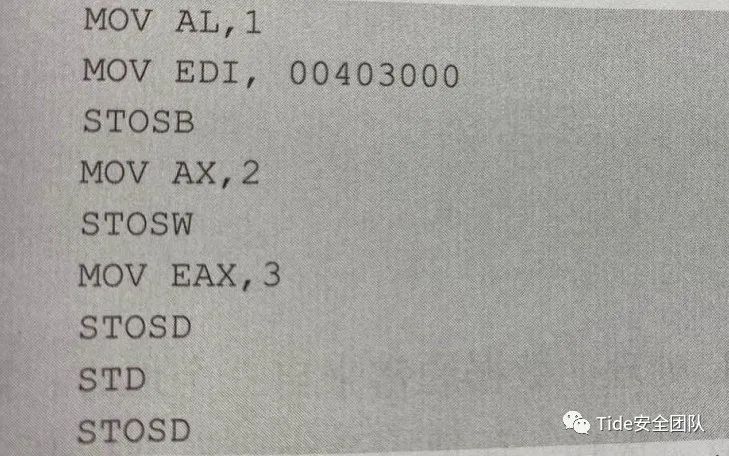 MOV AL,1
MOV EDI, 00403000
STOSB
MOV AX,2
STOSW
MOV EAX,3
STOSD
STD
STOSD
Tide安全团队